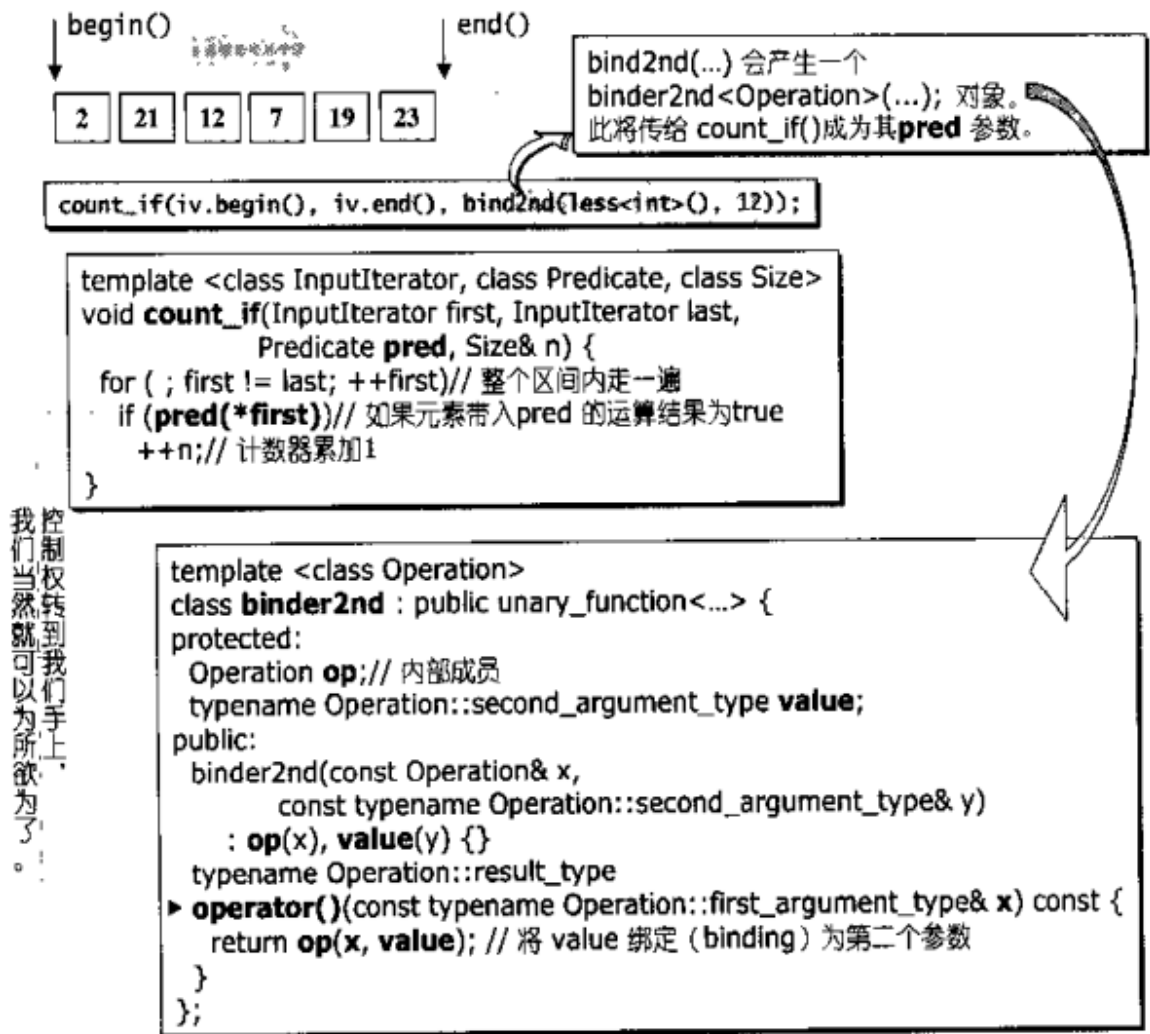 begin()
end()
2 21 12 7 19 23
bind2nd(...) 会产生一个
binder2nd<Operation>(...); 对象。
此将传给 count_if()成为其pred 参数。
count_if(iv.begin(), iv.end(), bind2nd(less<int>(), 12));
template <class InputIterator, class Predicate, class Size>
void count_if(InputIterator first, InputIterator last,
Predicate pred, Size& n) {
for ( ; first != last; ++first)// 整个区间内走一遍
if (pred(*first))// 如果元素带入pred 的运算结果为true
++n;// 计数器累加1
}
控制权转到我们手上，
我们当然就可以为所欲为了。
template <class Operation>
class binder2nd : public unary_function<...> {
protected:
Operation op;// 内部成员
typename Operation::second_argument_type value;
public:
binder2nd(const Operation& x,
const typename Operation::second_argument_type& y)
: op(x), value(y) {}
typename Operation::result_type
operator()(const typename Operation::first_argument_type& x) const {
return op(x, value); // 将 value 绑定（binding）为第二个参数
}
};